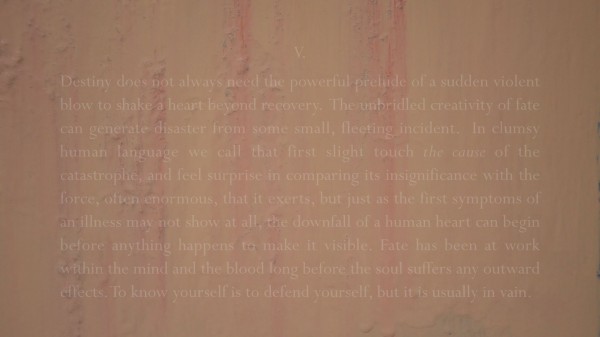 V.
Destiny does not always need the powerful prelude of a sudden violent
blow to shake a heart beyond recovery. The unbridled creativity of fate
can generate disaster from some small, fleeting incident. In clumsy
human language we call that first slight touch the cause of the
catastrophe, and feel surprise in comparing its insignificance with the
force, often enormous, that it exerts, but just as the first symptoms of
an illness may not show at all, the downfall of a human heart can begin
before anything happens to make it visible. Fate has been at work
within the mind and the blood long before the soul suffers any outward
effects. To know yourself is to defend yourself, but it is usually in vain.